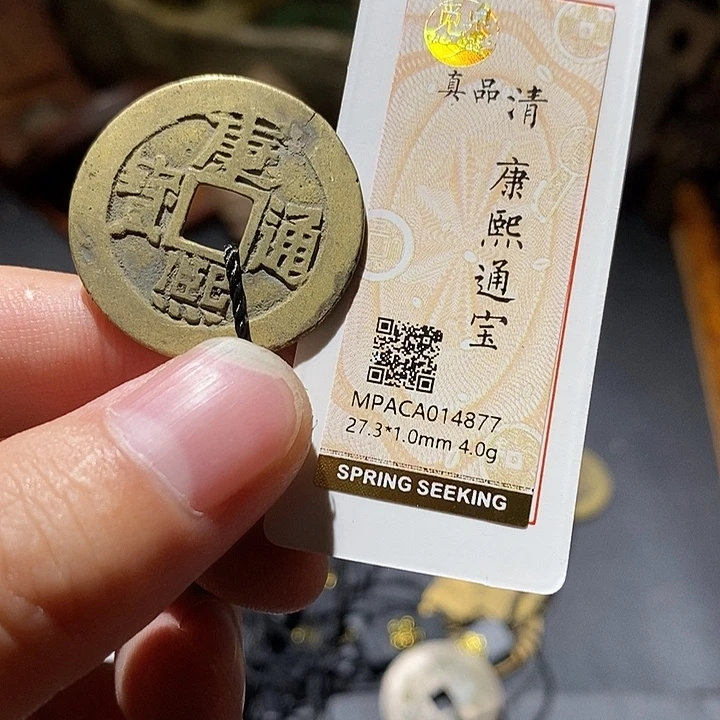 康熙通寳
真品清
康熙通宝
MPACA014877
27.3*1.0mm 4.0g
SPRING SEEKING